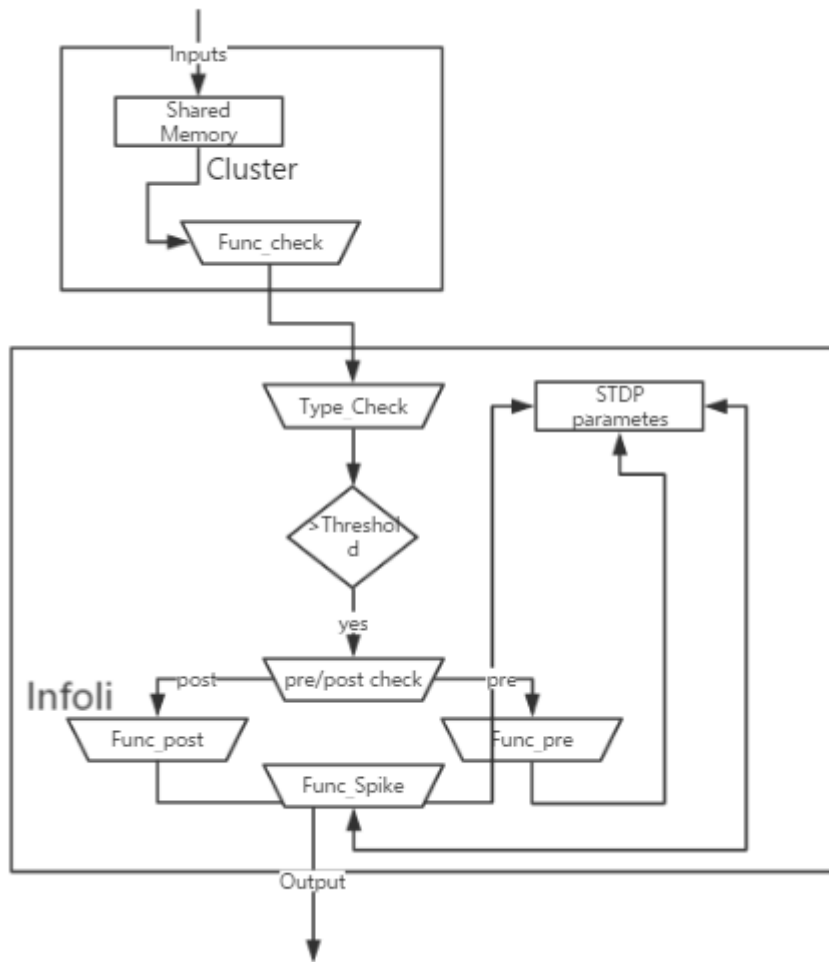 Inputs
Shared
Memory
Cluster
Func_check
Type_Check
STDP
parametes
>Threshol
d
yes
post
pre/post check
pre
Infoli
Func_post
Func_pre
Func_Spike
Output